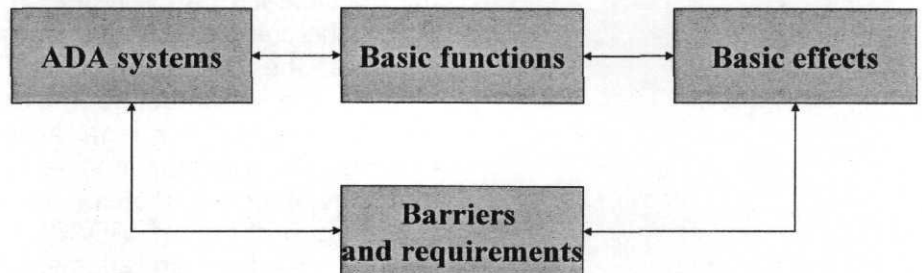 ADA systems
Basic functions
Basic effects
Barriers
and requirements